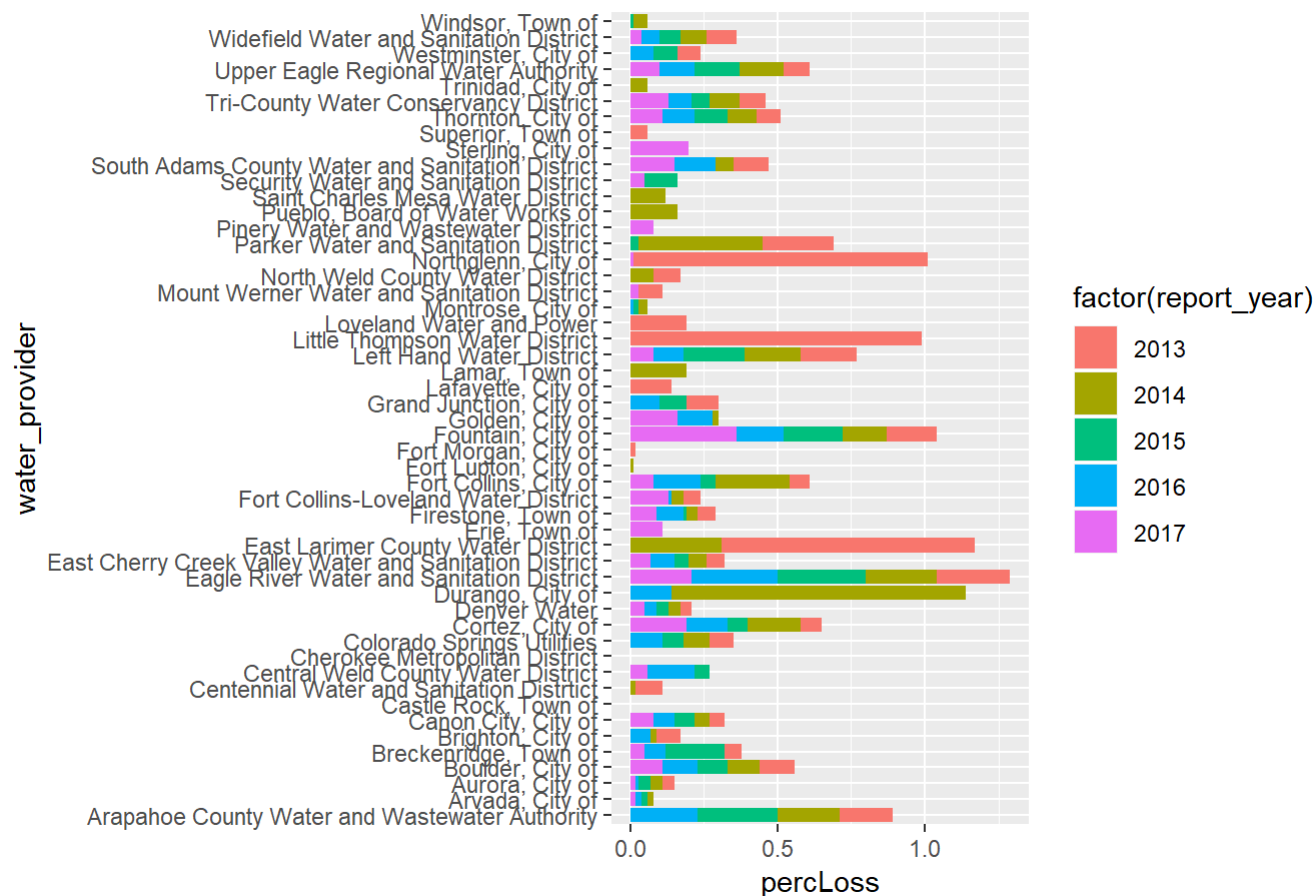 Windsor, Town of
Widefield Water and Sanitation District
Westminster, City of
Upper Eagle Regional Water Authority
Trinidad, City of
Tri-County Water Conservancy District
Thornton, City of
Superior, Town of
Sterling, City of
South Adams County Water and Sanitation District
Security Water and Sanitation District
Saint Charles Mesa Water District
Pueblo, Board of Water Works of
Pinery Water and Wastewater District
Parker Water and Sanitation District
Northglenn, City of
North Weld County Water District
Mount Werner Water and Sanitation District
Montrose, City of
Loveland Water and Power
Little Thompson Water District
Left Hand Water District
Lamar, Town of
Lafayette, City of
Grand Junction, City of
Golden, City of
Fountain, City of
Fort Morgan, City of
Fort Lupton, City of
Fort Collins, City of
Fort Collins-Loveland Water District
Firestone, Town of
Erie, Town of
East Larimer County Water District
East Cherry Creek Valley Water and Sanitation District
Eagle River Water and Sanitation District
Durango, City of
Denver Water
Cortez, City of
Colorado Springs Utilities
Cherokee Metropolitan District
Central Weld County Water District
Centennial Water and Sanitation Distrtict
Castle Rock, Town of
Canon City, City of
Brighton, City of
Breckenridge, Town of
Boulder, City of
Aurora, City of
Arvada, City of
Arapahoe County Water and Wastewater Authority
water_provider
0.0 0.5 1.0
percLoss
factor(report_year)
2013
2014
2015
2016
2017